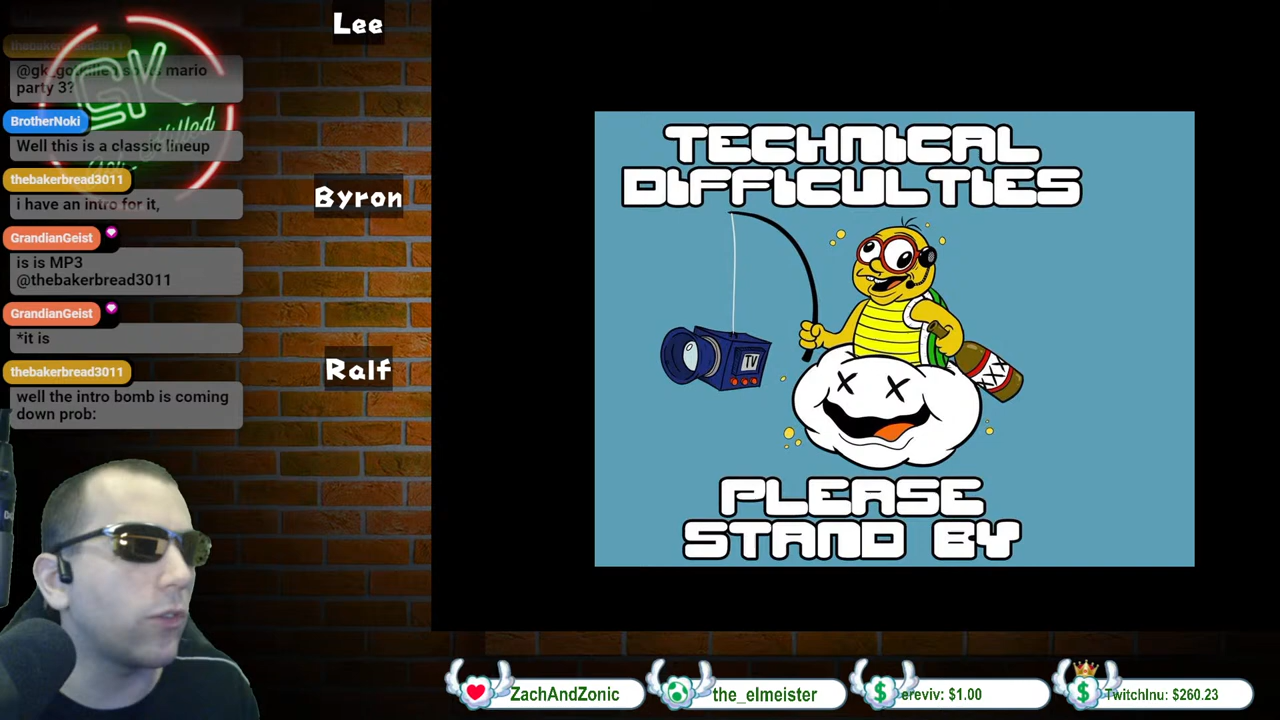 Lee
thebakerbread3011
mario
party 3?
BrotherNoki
Well this is a classic lineup
thebakerbread3011
i have an intro for it,
GrandianGeist
is is MP3
@thebakerbread3011
GrandianGeist
*it is
thebakerbread3011
well the intro bomb is coming
down prob:
GK
Byron
Ralf
TECHNICAL
DIFFICULTIES
TV
PLEASE
STAND BY
ZachAndZonic
the_elmeister
ereviv: $1.00
TwitchInu: $260.23